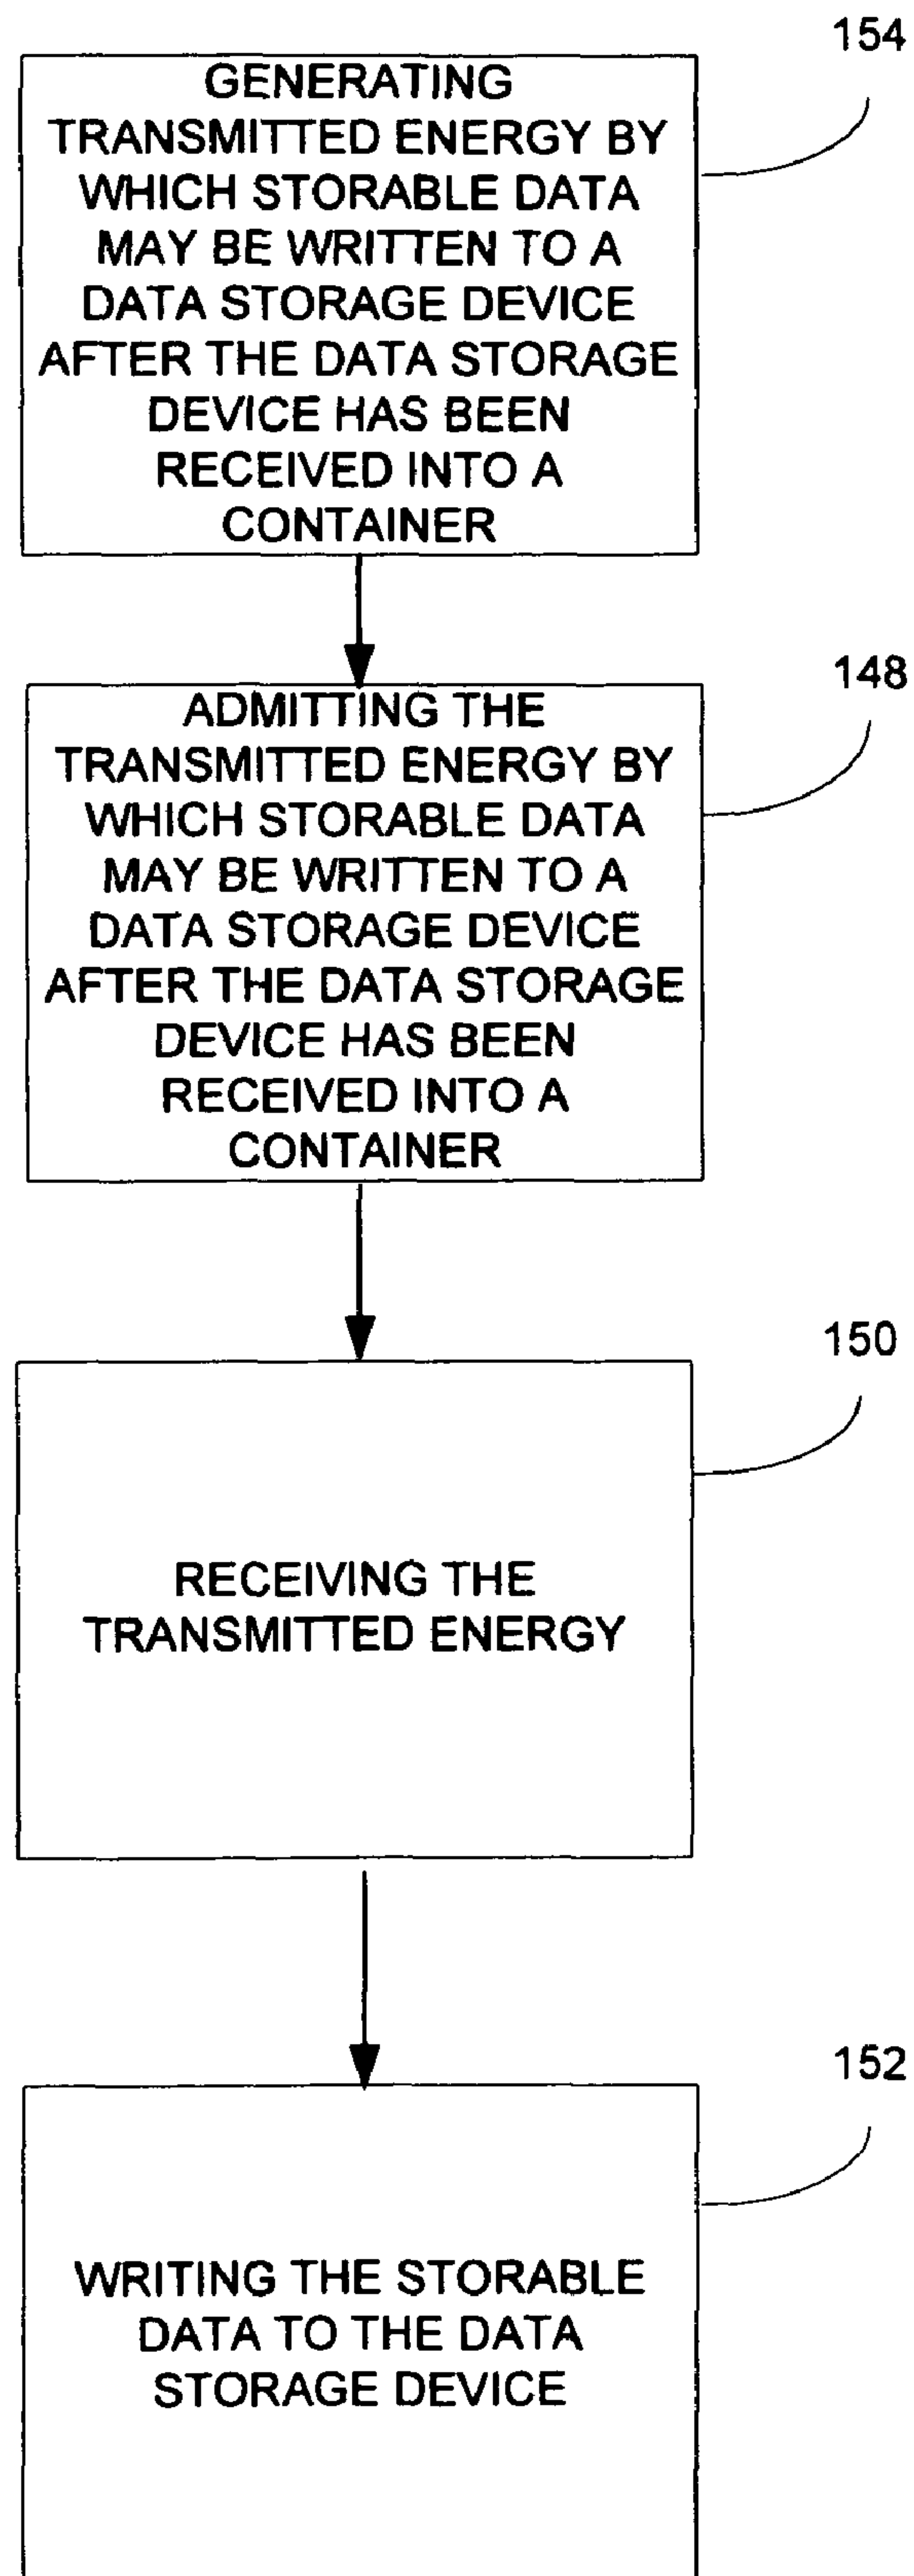 154
GENERATING
TRANSMITTED ENERGY BY
WHICH STORABLE DATA
MAY BE WRITTEN TO A
DATA STORAGE DEVICE
AFTER THE DATA STORAGE
DEVICE HAS BEEN
RECEIVED INTO A
CONTAINER
148
ADMITTING THE
TRANSMITTED ENERGY BY
WHICH STORABLE DATA
MAY BE WRITTEN TO A
DATA STORAGE DEVICE
AFTER THE DATA STORAGE
DEVICE HAS BEEN
RECEIVED INTO A
CONTAINER
150
RECEIVING THE
TRANSMITTED ENERGY
152
WRITING THE STORABLE
DATA TO THE DATA
STORAGE DEVICE